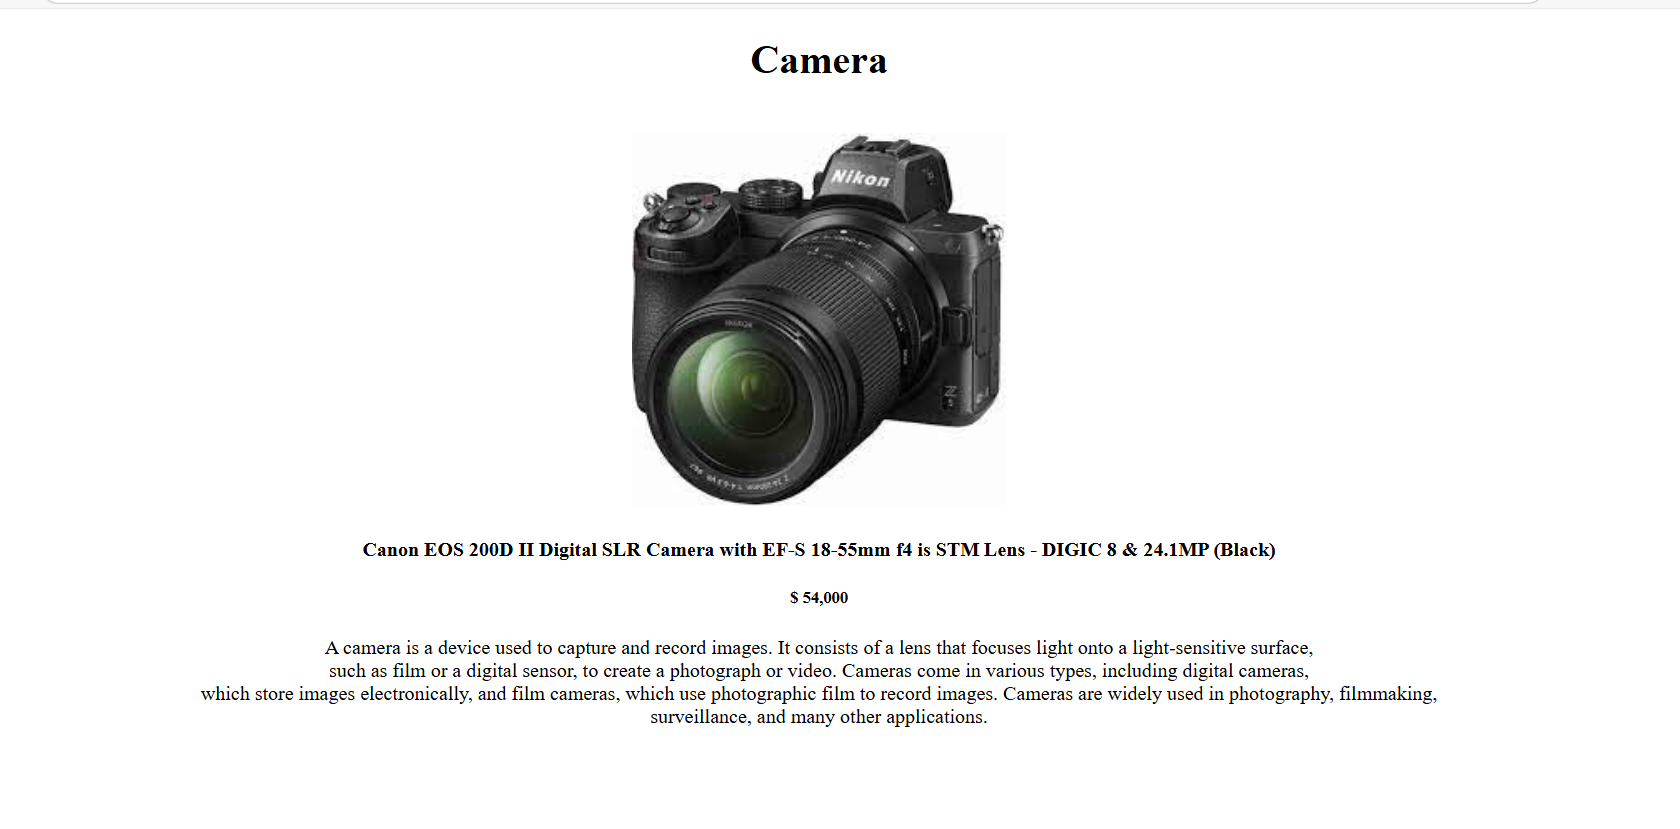 Camera
Nikon
Canon EOS 200D II Digital SLR Camera with EF-S 18-55mm f4 is STM Lens - DIGIC 8 & 24.1MP (Black)
$ 54,000
A camera is a device used to capture and record images. It consists of a lens that focuses light onto a light-sensitive surface,
such as film or a digital sensor, to create a photograph or video. Cameras come in various types, including digital cameras,
which store images electronically, and film cameras, which use photographic film to record images. Cameras are widely used in photography, filmmaking,
surveillance, and many other applications.